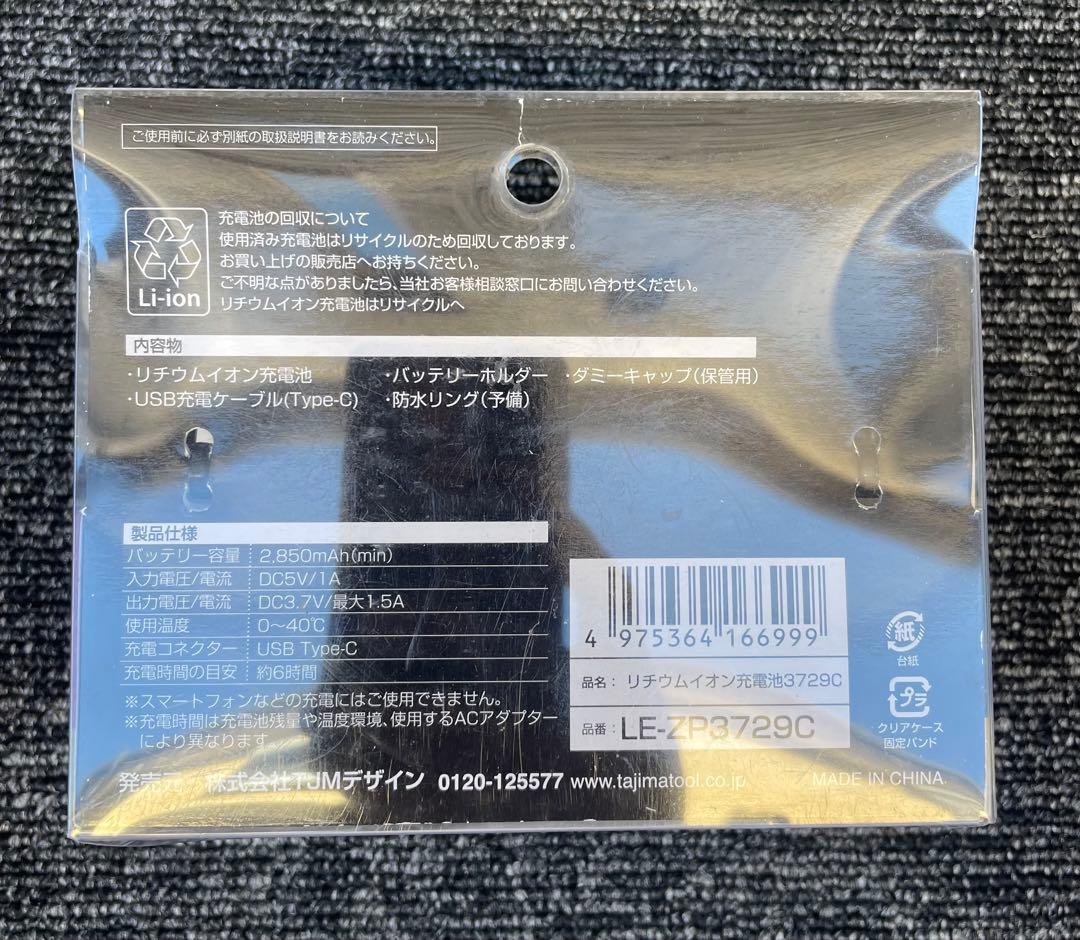 ご使用前に必ず別紙の取扱説明書をお読みください。
充電池の回収について
使用済み充電池はリサイクルのため回収しております。
お買い上げの販売店へお持ちください。
ご不明な点がありましたら、当社お客様相談窓口にお問い合わせください。
リチウムイオン充電池はリサイクルへ
Li-ion
内容物
・リチウムイオン充電池 ・バッテリーホルダー ・ダミーキャップ(保管用)
・USB充電ケーブル(Type-C) ・防水リング(予備)
製品仕様
バッテリー容量 2,850mAh(min)
入力電圧/電流 DC5V/1A
出力電圧/電流 DC3.7V/最大1.5A
使用温度 0~40℃
充電コネクター USB Type-C
充電時間の目安 約6時間
※スマートフォンなどの充電にはご使用できません。
※充電時間は充電池残量や温度環境、使用するACアダプター
により異なります。
4 975364 166999
品名: リチウムイオン充電池3729C
品番: LE-ZP3729C
紙
台紙
プラ
クリアケース
固定バンド
発売元 株式会社TJMデザイン 0120-125577 www.tajimatool.co.jp MADE IN CHINA